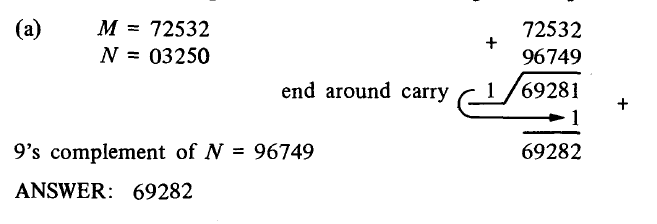 (a) M = 72532 72532
+
N = 03250 96749
end around carry 1 69281
+
1
9's complement of N = 96749 69282
ANSWER: 69282